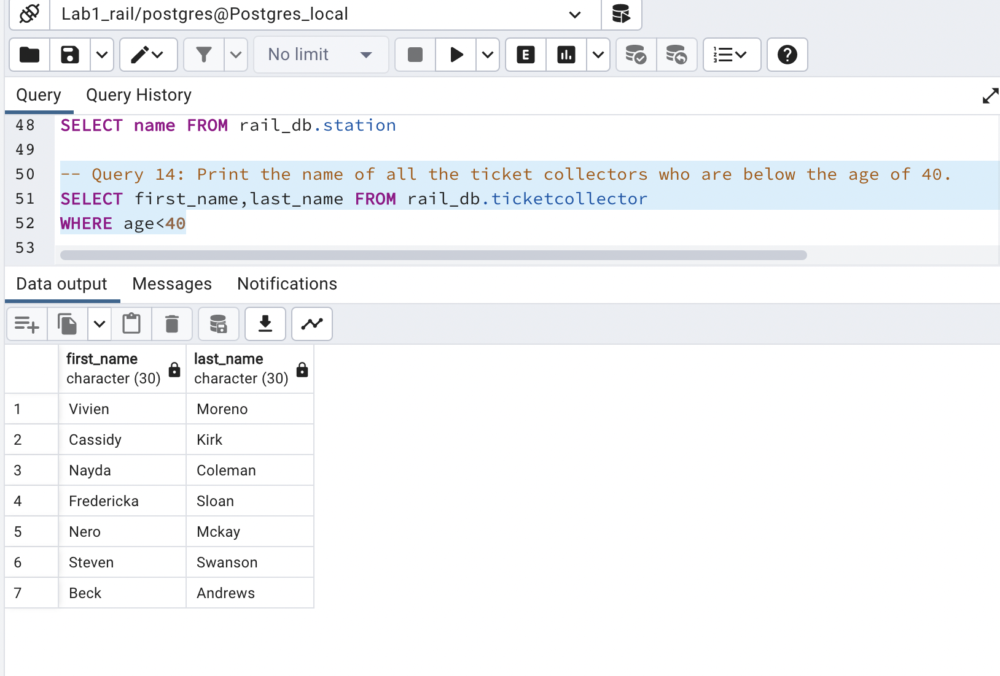 Lab1_rail/postgres@Postgres_local
No limit
E
Query Query History
48 SELECT name FROM rail_db.station
49
50 -- Query 14: Print the name of all the ticket collectors who are below the age of 40.
51 SELECT first_name,last_name FROM rail_db.ticketcollector
52 WHERE age<40
53
Data output Messages Notifications
first_name last_name
character (30) character (30)
1 Vivien Moreno
2 Cassidy Kirk
3 Nayda Coleman
4 Fredericka Sloan
5 Nero Mckay
6 Steven Swanson
7 Beck Andrews